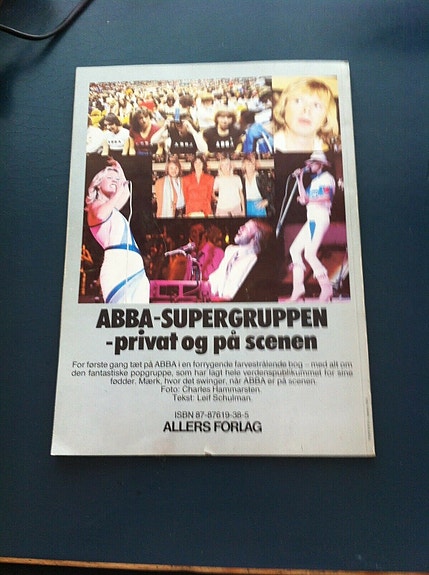 ABBA
ABBA
ABBA-SUPERGRUPPEN
-privat og på scenen
For første gang tæt på ABBA i en forrygende farvestrålende bog – med alt om
den fantastiske popgruppe, som har lagt hele verdenspublikummet for sine
fødder. Mærk, hvor det swinger, når ABBA er på scenen.
Foto: Charles Hammarsten.
Tekst: Leif Schulman.
ISBN 87-87619-38-5
ALLERS FORLAG